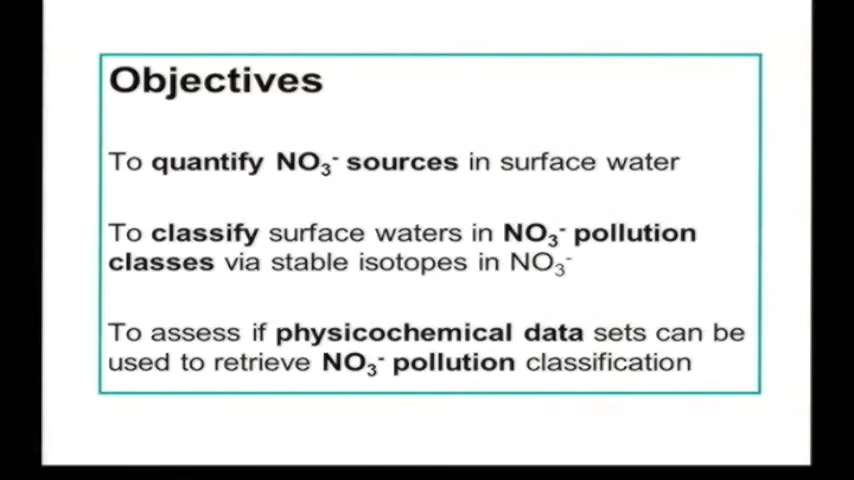 Objectives
To quantify NO₃⁻ sources in surface water
To classify surface waters in NO₃⁻ pollution
classes via stable isotopes in NO₃⁻
To assess if physicochemical data sets can be
used to retrieve NO₃⁻ pollution classification